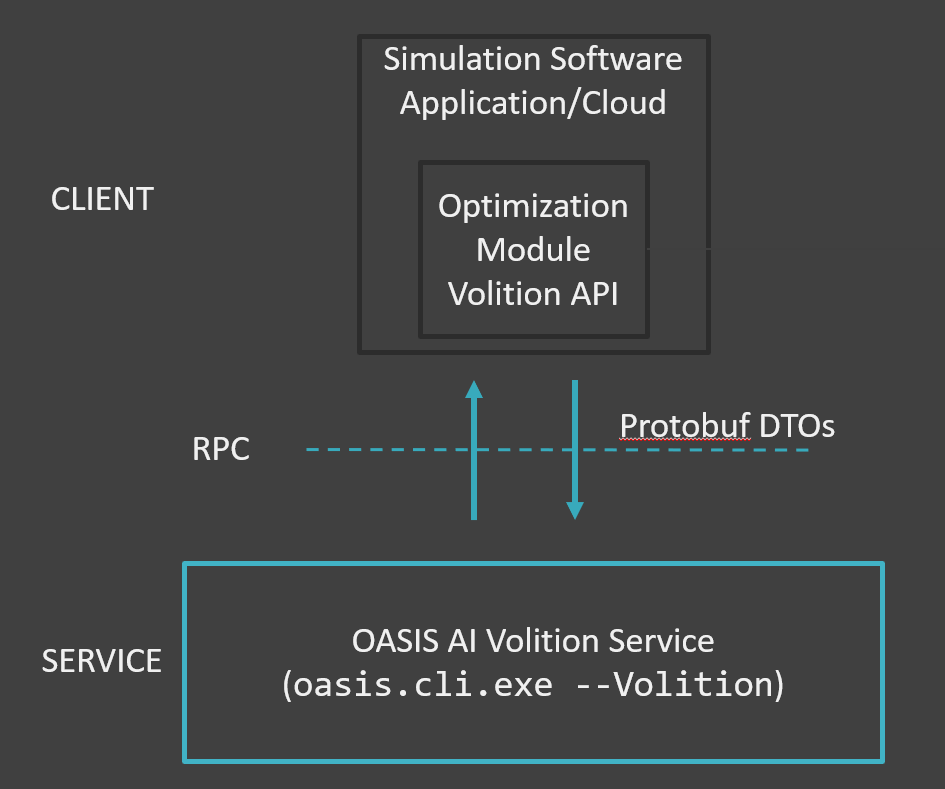 Simulation Software
Application/Cloud
CLIENT
Optimization
Module
Volition API
Protobuf DTOs
RPC
OASIS AI Volition Service
SERVICE
(oasis.cli.exe --Volition)